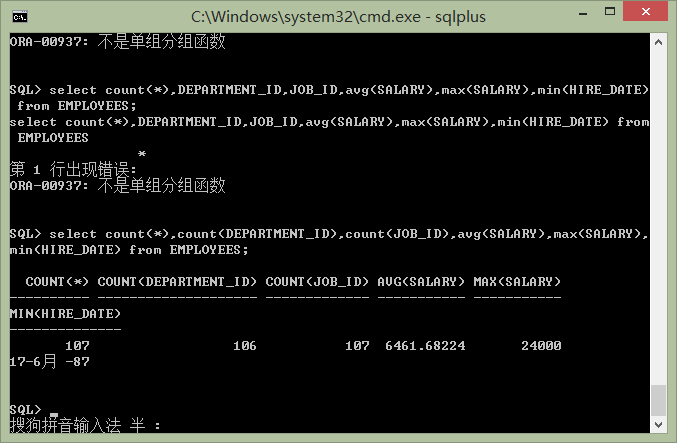 C:\Windows\system32\cmd.exe - sqlplus
ORA-00937: 不是单组分组函数
SQL> select count(*),DEPARTMENT_ID,JOB_ID,avg(SALARY),max(SALARY),min(HIRE_DATE)
from EMPLOYEES;
select count(*),DEPARTMENT_ID,JOB_ID,avg(SALARY),max(SALARY),min(HIRE_DATE) from
EMPLOYEES
*
第 1 行出现错误:
ORA-00937: 不是单组分组函数
SQL> select count(*),count(DEPARTMENT_ID),count(JOB_ID),avg(SALARY),max(SALARY),
min(HIRE_DATE) from EMPLOYEES;
COUNT(*) COUNT(DEPARTMENT_ID) COUNT(JOB_ID) AVG(SALARY) MAX(SALARY)
---------- -------------------- ------------- ----------- -----------
MIN(HIRE_DATE)
--------------
107 106 107 6461.68224 24000
17-6月 -87
SQL> _
搜狗拼音输入法 半 :